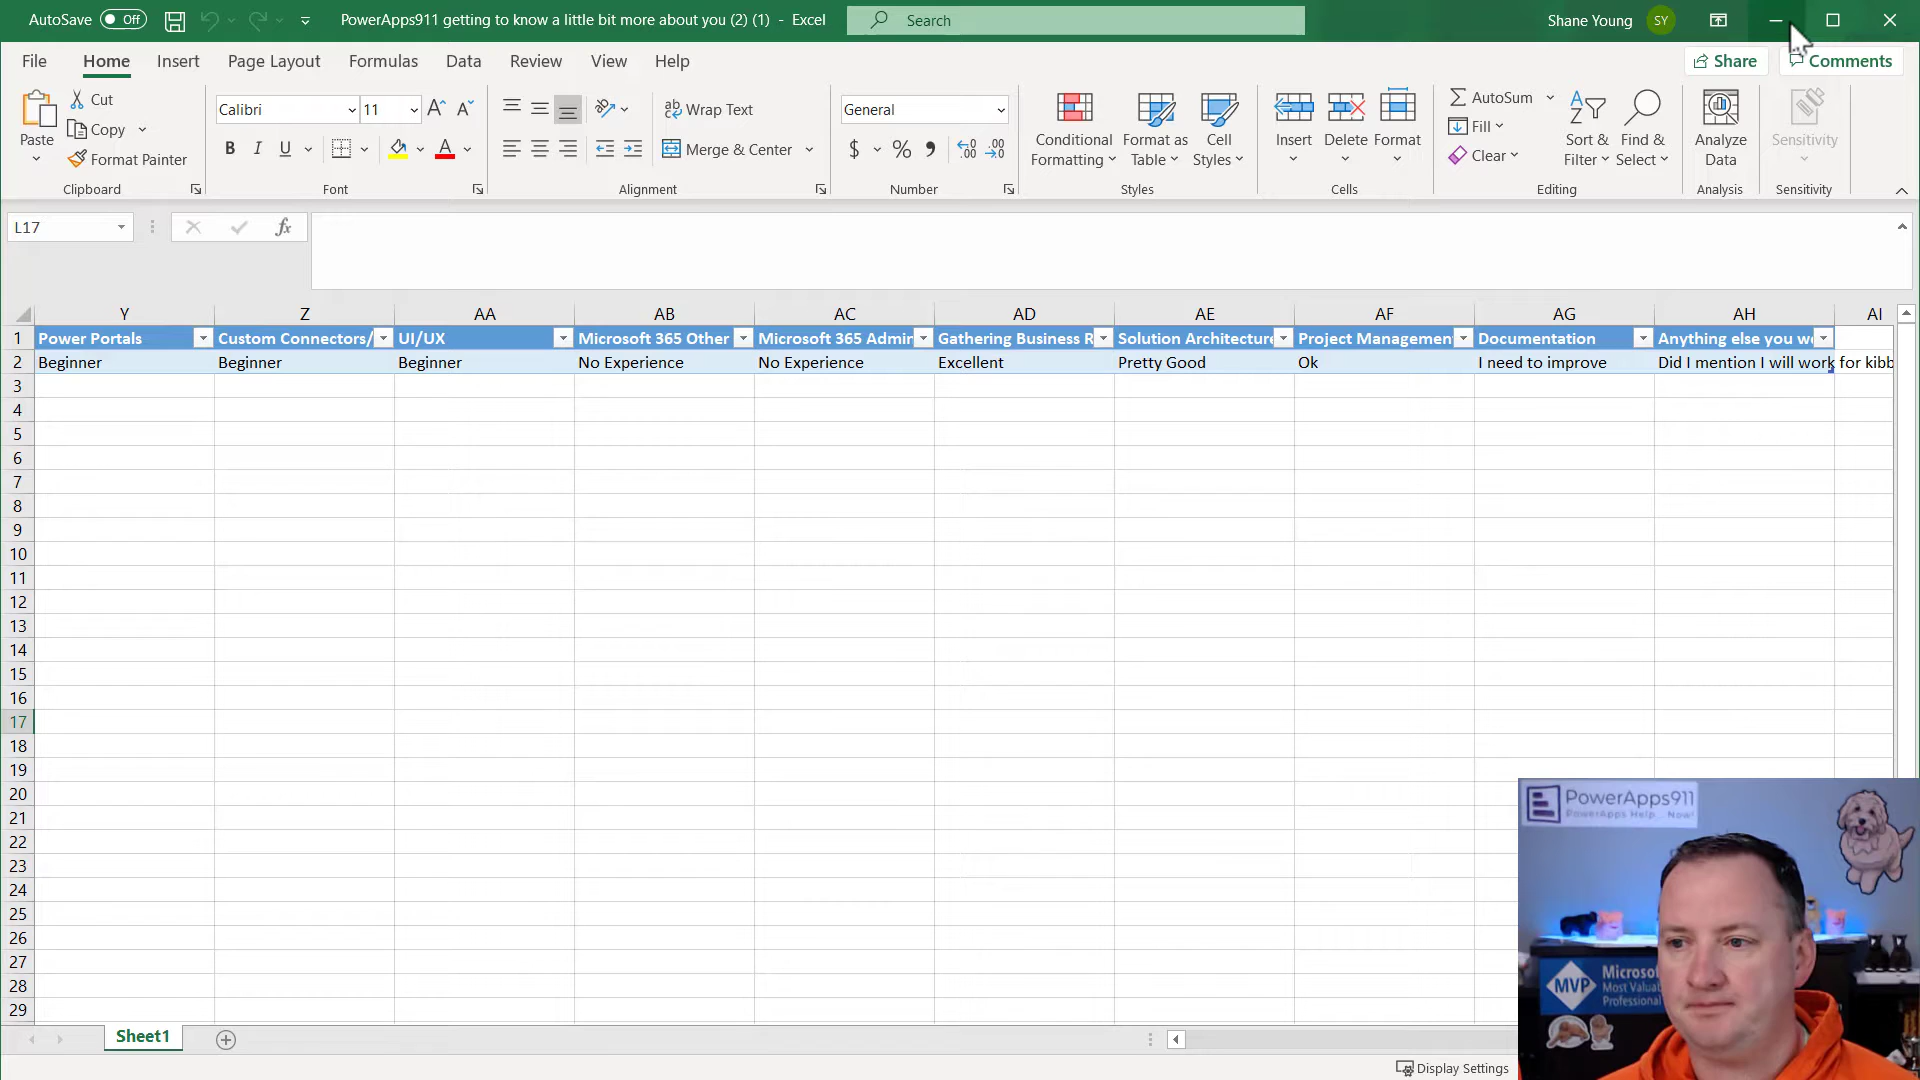 AutoSave Off PowerApps911 getting to know a little bit more about you (2) (1) - Excel Search Shane Young SY
File Home Insert Page Layout Formulas Data Review View Help Share Comments
Paste Cut Copy Format Painter Clipboard
Calibri 11 B I U A Font
Wrap Text Merge & Center Alignment
General $ % Number
Conditional Formatting Format as Table Cell Styles Styles
Insert Delete Format Cells
AutoSum Fill Clear Sort & Filter Find & Select Editing
Analyze Data Analysis
Sensitivity Sensitivity
L17 fx
Y Z AA AB AC AD AE AF AG AH AI
1 Power Portals Custom Connectors/ UI/UX Microsoft 365 Other Microsoft 365 Admin Gathering Business R Solution Architecture Project Managemen Documentation Anything else you w
2 Beginner Beginner Beginner No Experience No Experience Excellent Pretty Good Ok I need to improve Did I mention I will work for kibb
3
4
5
6
7
8
9
10
11
12
13
14
15
16
17
18
19
20
21
22
23
24
25
26
27
28
29
PowerApps911
PowerApps Help... Now!
MVP Microsof
Most Valuab
Professional
Sheet1
Display Settings